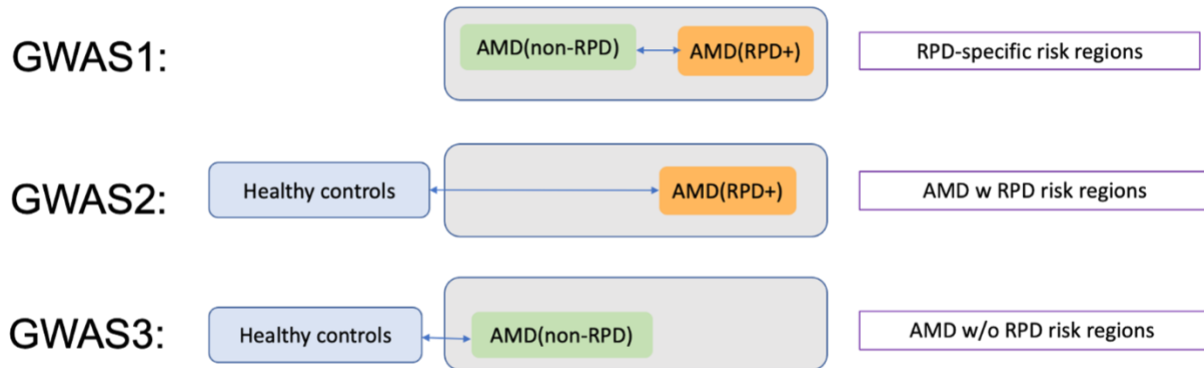 GWAS1:
AMD(non-RPD)
AMD(RPD+)
RPD-specific risk regions
GWAS2:
Healthy controls
AMD(RPD+)
AMD w RPD risk regions
GWAS3:
Healthy controls
AMD(non-RPD)
AMD w/o RPD risk regions